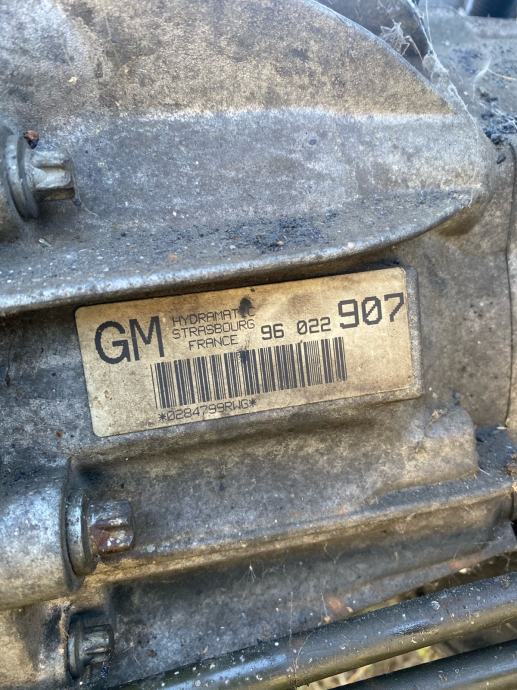 GM
HYDRAMATIC
STRASBOURG
FRANCE
96 022 907
*0284799RWG*